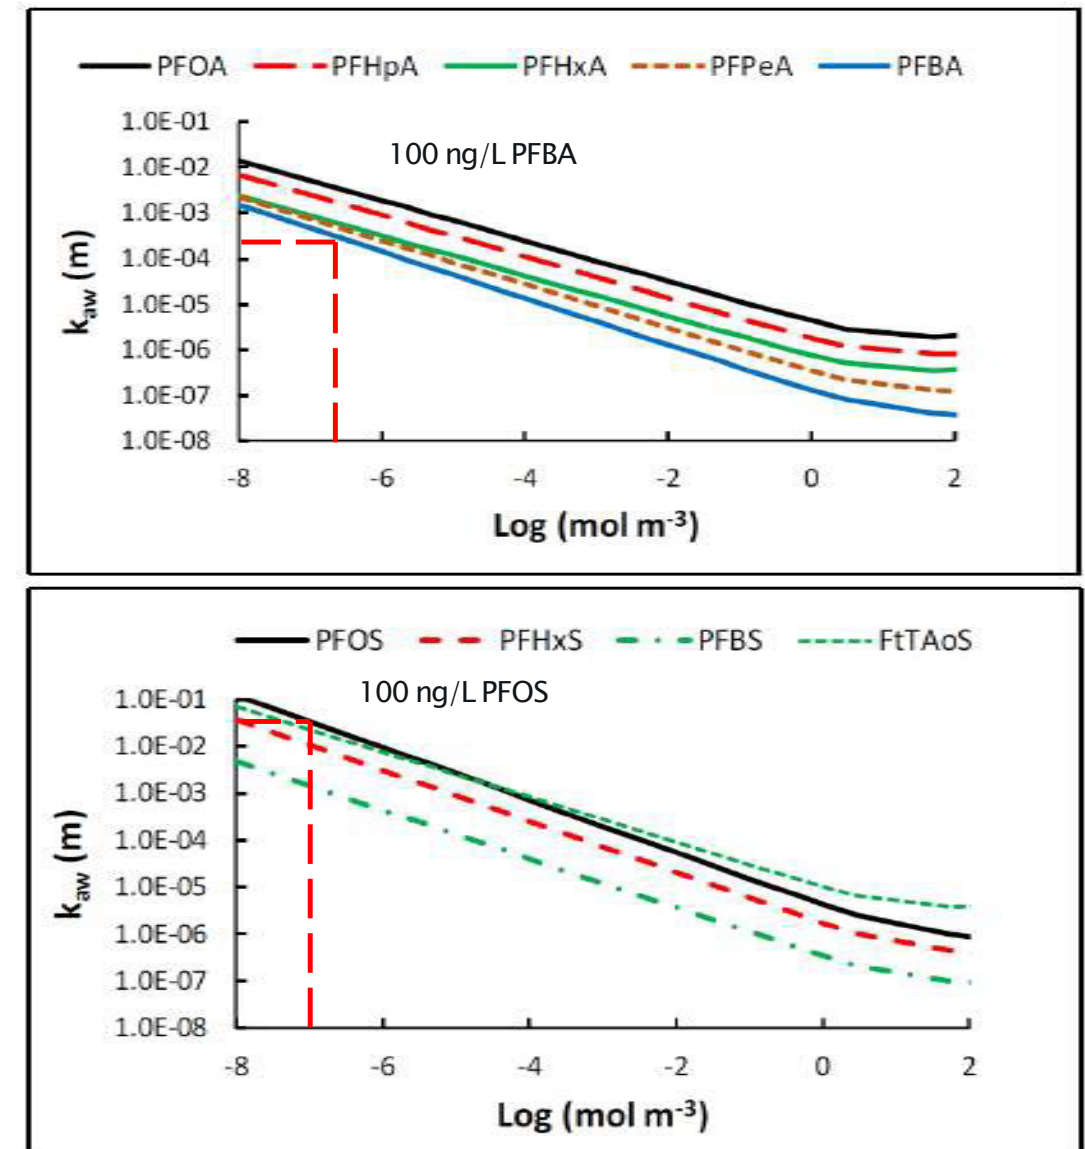 PFOA PFHpA PFHxA PFPeA PFBA
100 ng/L PFBA
1.0E-01
1.0E-02
1.0E-03
1.0E-04
1.0E-05
1.0E-06
1.0E-07
1.0E-08
kaw (m)
-8 -6 -4 -2 0 2
Log (mol m-3)
PFOS PFHxS PFBS FtTAoS
100 ng/L PFOS
1.0E-01
1.0E-02
1.0E-03
1.0E-04
1.0E-05
1.0E-06
1.0E-07
1.0E-08
kaw (m)
-8 -6 -4 -2 0 2
Log (mol m-3)